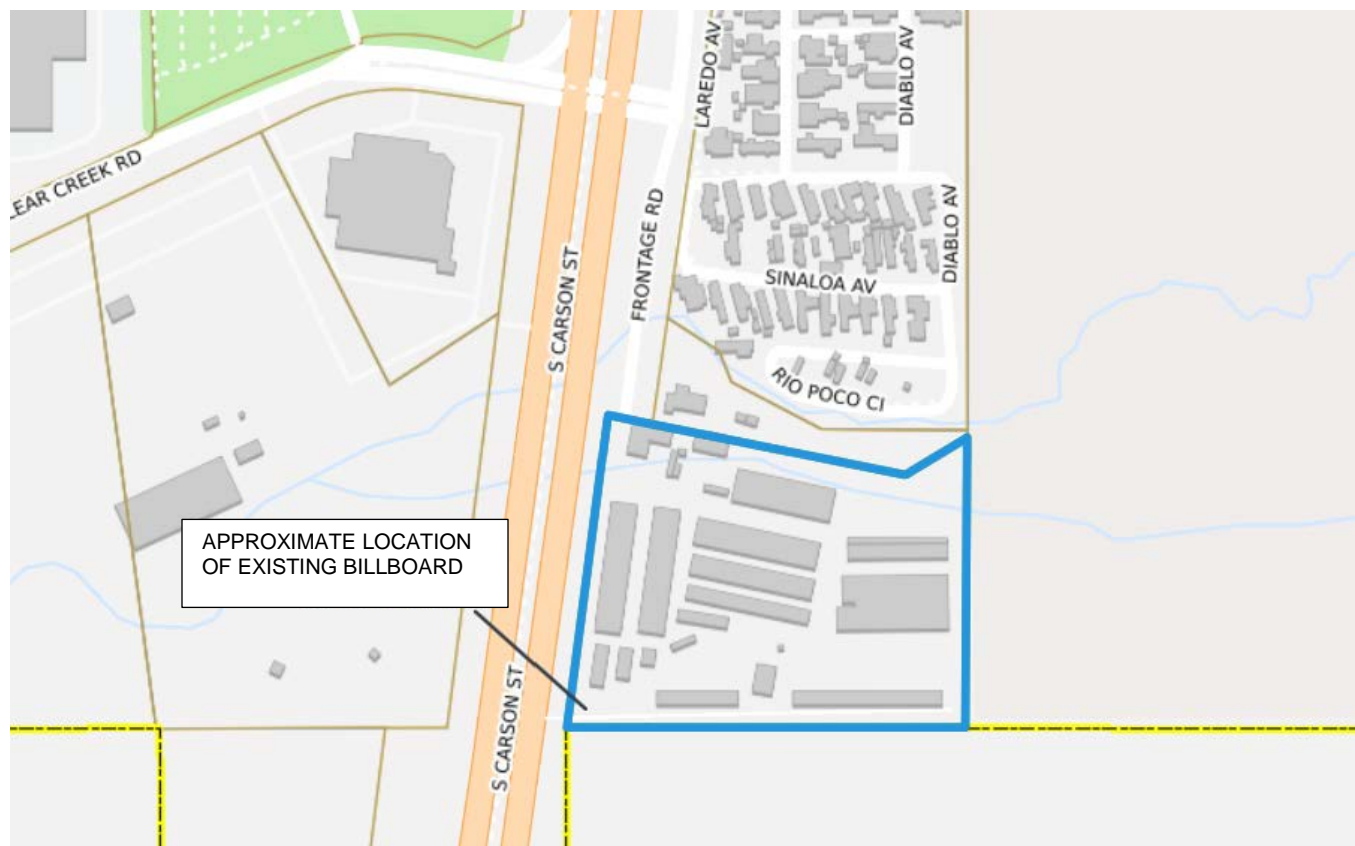 LAREDO AV
DIABLO AV
EAR CREEK RD
FRONTAGE RD
DIABLO AV
S CARSON ST
SINALOA AV
RIO POCO CI
APPROXIMATE LOCATION
OF EXISTING BILLBOARD
S CARSON ST